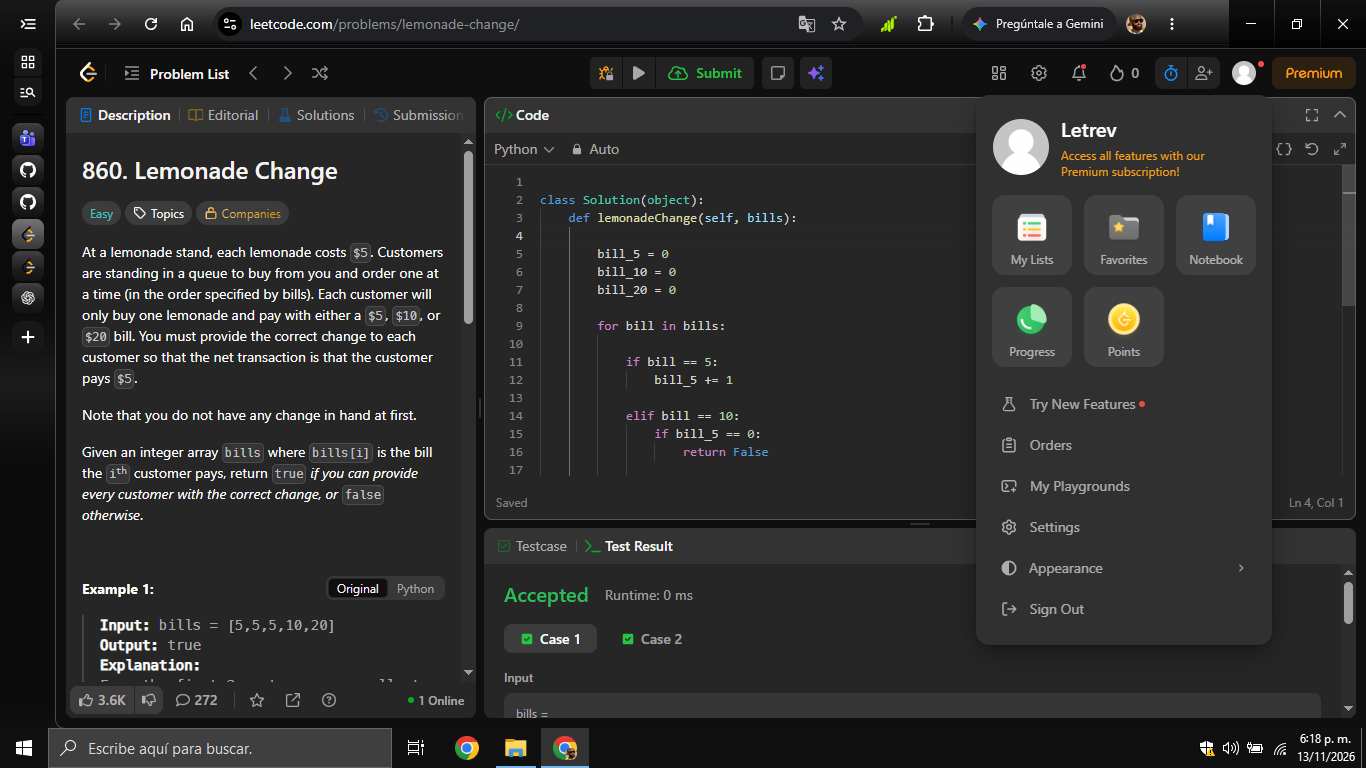 leetcode.com/problems/lemonade-change/
Pregúntale a Gemini
Problem List
Submit
0
Premium
Description
Editorial
Solutions
Submission
860. Lemonade Change
Easy
Topics
Companies
At a lemonade stand, each lemonade costs $5. Customers
are standing in a queue to buy from you and order one at
a time (in the order specified by bills). Each customer will
only buy one lemonade and pay with either a $5, $10, or
$20 bill. You must provide the correct change to each
customer so that the net transaction is that the customer
pays $5.
Note that you do not have any change in hand at first.
Given an integer array bills where bills[i] is the bill
the ith customer pays, return true if you can provide
every customer with the correct change, or false
otherwise.
Example 1:
Original
Python
Input: bills = [5,5,5,10,20]
Output: true
Explanation:
3.6K
272
1 Online
</> Code
Python
Auto
1
2 class Solution(object):
3 def lemonadeChange(self, bills):
4
5 bill_5 = 0
6 bill_10 = 0
7 bill_20 = 0
8
9 for bill in bills:
10
11 if bill == 5:
12 bill_5 += 1
13
14 elif bill == 10:
15 if bill_5 == 0:
16 return False
17
Saved
Ln 4, Col 1
Testcase
Test Result
Accepted
Runtime: 0 ms
Case 1
Case 2
Input
bills =
Letrev
Access all features with our
Premium subscription!
My Lists
Favorites
Notebook
Progress
Points
Try New Features
Orders
My Playgrounds
Settings
Appearance
Sign Out
Escribe aquí para buscar.
6:18 p. m.
13/11/2026